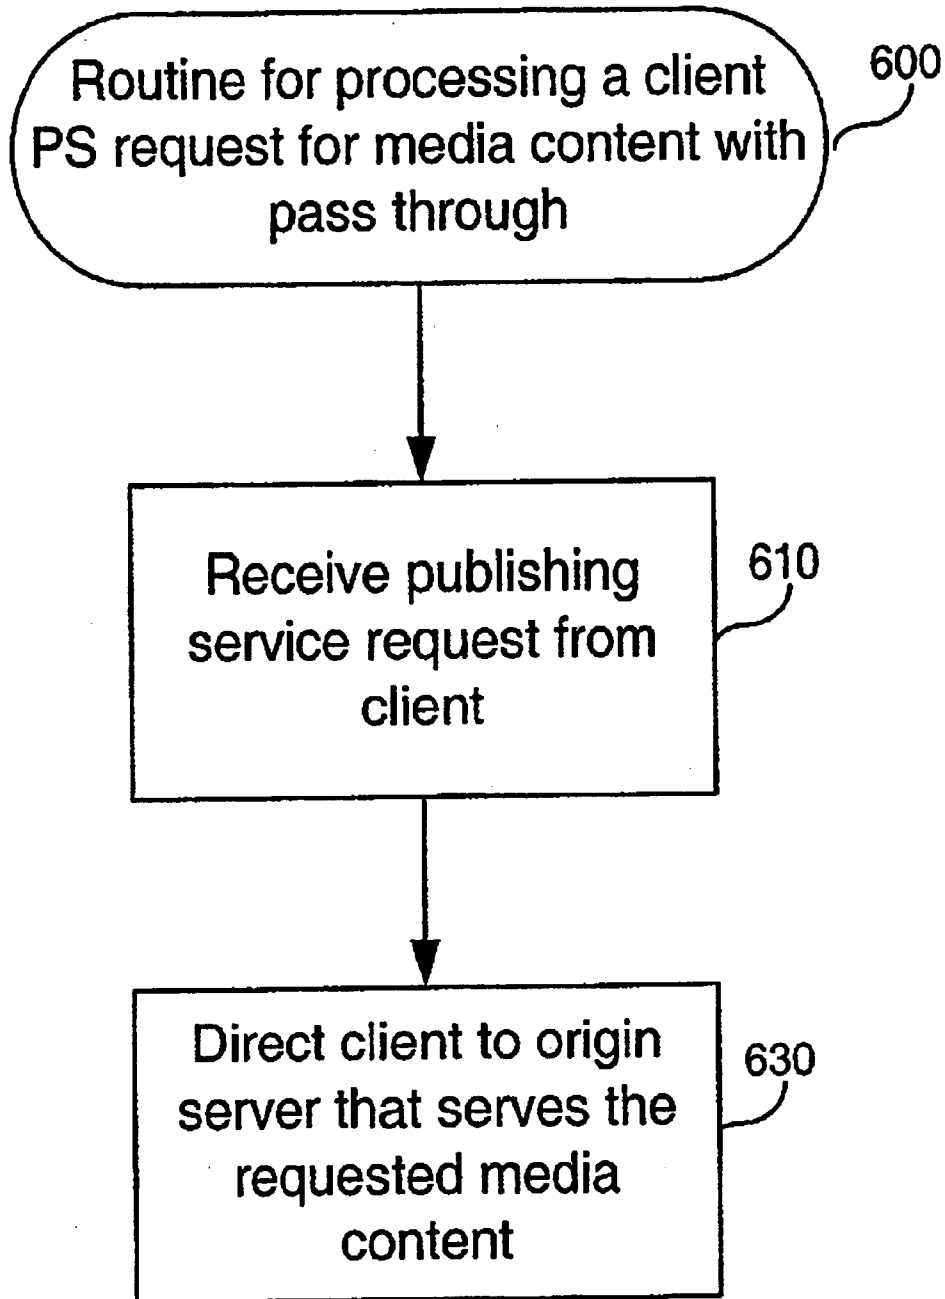 Routine for processing a client
PS request for media content with
pass through
600
Receive publishing
service request from
client
610
Direct client to origin
server that serves the
requested media
content
630